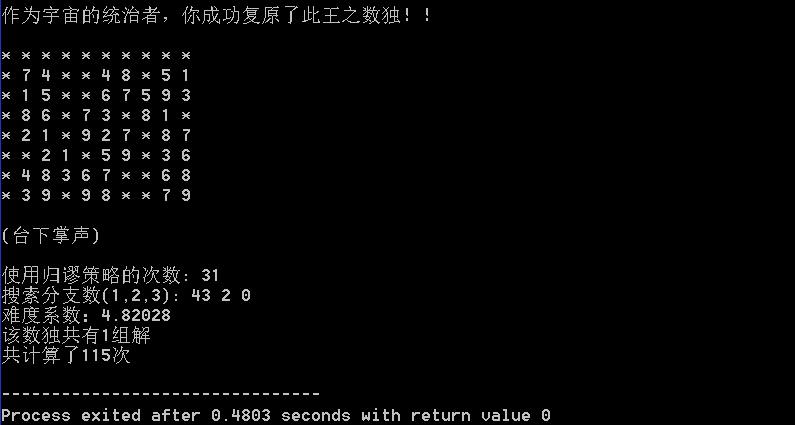 作为宇宙的统治者，你成功复原了此王之数独！！
* * * * * * * * * *
* 7 4 * * 4 8 * 5 1
* 1 5 * * 6 7 5 9 3
* 8 6 * 7 3 * 8 1 *
* 2 1 * 9 2 7 * 8 7
* * 2 1 * 5 9 * 3 6
* 4 8 3 6 7 * * 6 8
* 3 9 * 9 8 * * 7 9
(台下掌声)
使用归谬策略的次数: 31
搜素分支数(1,2,3): 43 2 0
难度系数: 4.82028
该数独共有1组解
共计算了115次
--------------------------------
Process exited after 0.4803 seconds with return value 0